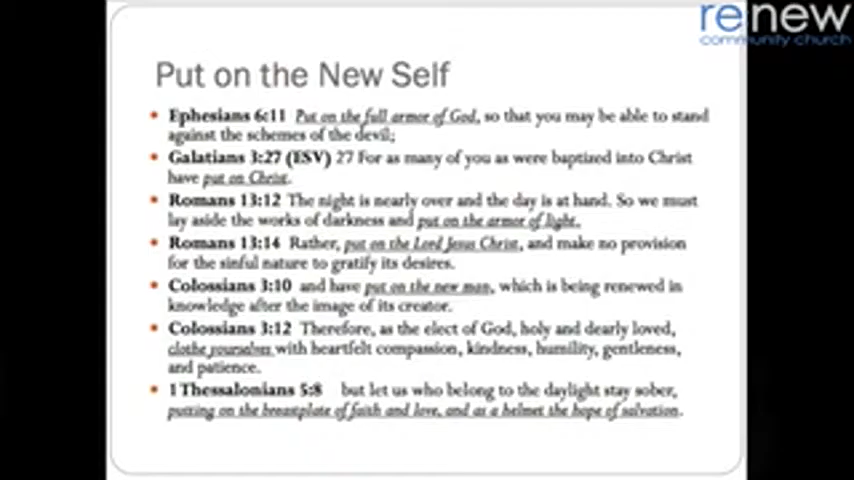 renew
community church
Put on the New Self
• Ephesians 6:11 Put on the full armor of God, so that you may be able to stand
against the schemes of the devil;
• Galatians 3:27 (ESV) 27 For as many of you as were baptized into Christ
have put on Christ.
• Romans 13:12 The night is nearly over and the day is at hand. So we must
lay aside the works of darkness and put on the armor of light.
• Romans 13:14 Rather, put on the Lord Jesus Christ, and make no provision
for the sinful nature to gratify its desires.
• Colossians 3:10 and have put on the new man, which is being renewed in
knowledge after the image of its creator.
• Colossians 3:12 Therefore, as the elect of God, holy and dearly loved,
clothe yourselves with heartfelt compassion, kindness, humility, gentleness,
and patience.
• 1 Thessalonians 5:8 but let us who belong to the daylight stay sober,
putting on the breastplate of faith and love, and as a helmet the hope of salvation.